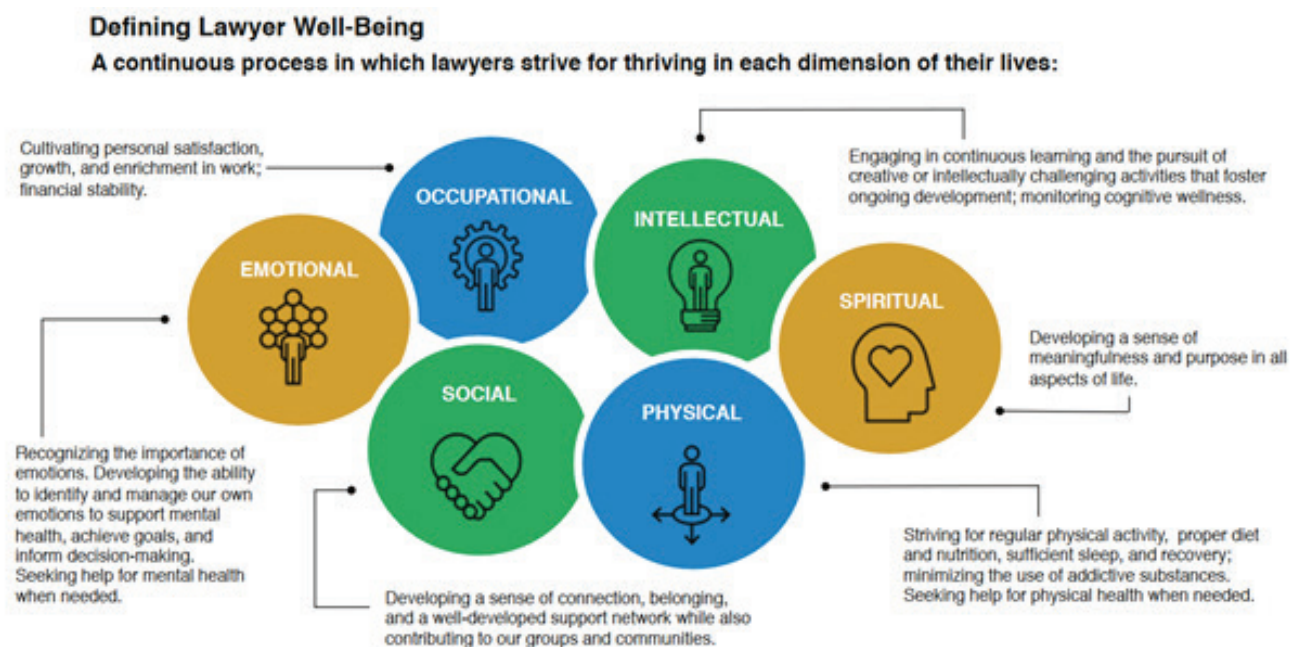 Defining Lawyer Well-Being
A continuous process in which lawyers strive for thriving in each dimension of their lives:
Cultivating personal satisfaction,
growth, and enrichment in work;
financial stability.
OCCUPATIONAL
INTELLECTUAL
Engaging in continuous learning and the pursuit of
creative or intellectually challenging activities that foster
ongoing development; monitoring cognitive wellness.
EMOTIONAL
SPIRITUAL
Developing a sense of
meaningfulness and purpose in all
aspects of life.
SOCIAL
PHYSICAL
Recognizing the importance of
emotions. Developing the ability
to identify and manage our own
emotions to support mental
health, achieve goals, and
inform decision-making.
Seeking help for mental health
when needed.
Developing a sense of connection, belonging,
and a well-developed support network while also
contributing to our groups and communities.
Striving for regular physical activity, proper diet
and nutrition, sufficient sleep, and recovery;
minimizing the use of addictive substances.
Seeking help for physical health when needed.